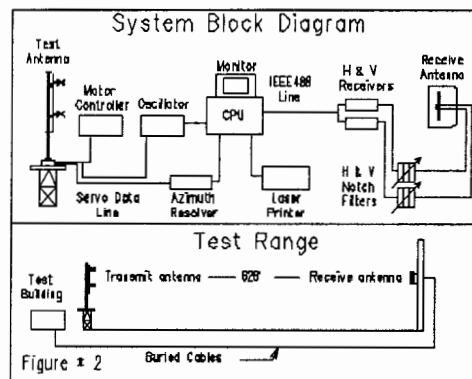 System Block Diagram
Test
Antenna
Motor
Controller
Oscillator
Monitor
CPU
IEEE488
Line
H & V
Receivers
Receive
Antenna
Servo Data
Line
Azimuth
Resolver
Laser
Printer
H & V
Notch
Filters
Test Range
Test
Building
Transmit antenna
628'
Receive antenna
Buried Cables
Figure # 2